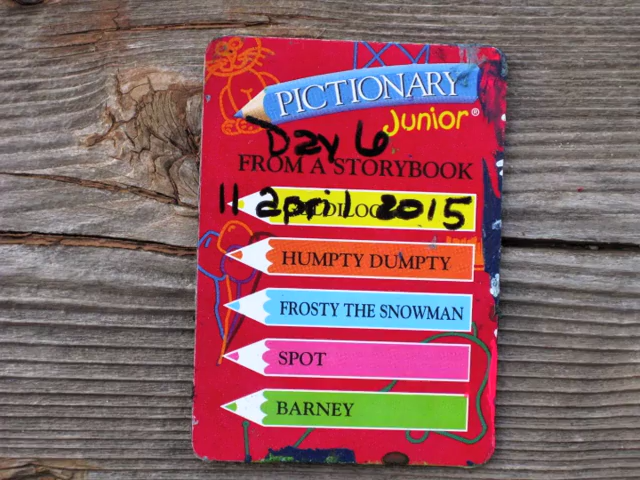 PICTIONARY
Junior®
Day 6
FROM A STORYBOOK
11 april 2015
HUMPTY DUMPTY
FROSTY THE SNOWMAN
SPOT
BARNEY